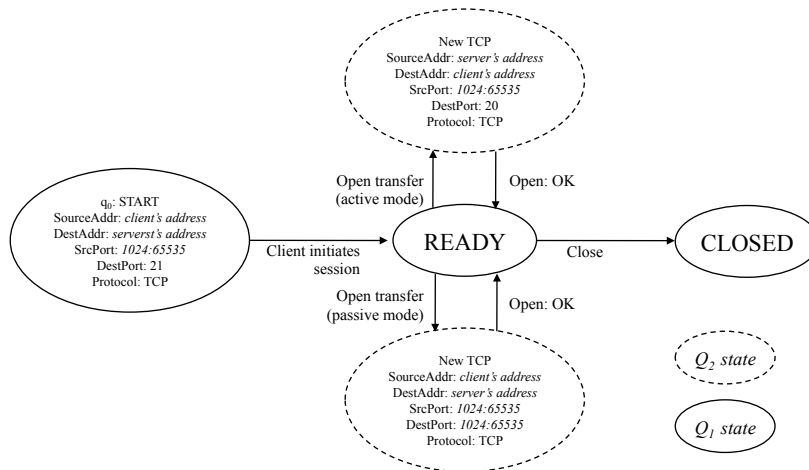 New TCP
SourceAddr: server's address
DestAddr: client's address
SrcPort: 1024:65535
DestPort: 20
Protocol: TCP
Open transfer
(active mode)
Open: OK
q0: START
SourceAddr: client's address
DestAddr: serverst's address
SrcPort: 1024:65535
DestPort: 21
Protocol: TCP
Client initiates
session
READY
Close
CLOSED
Open transfer
(passive mode)
Open: OK
New TCP
SourceAddr: client's address
DestAddr: server's address
SrcPort: 1024:65535
DestPort: 1024:65535
Protocol: TCP
Q2 state
Q1 state